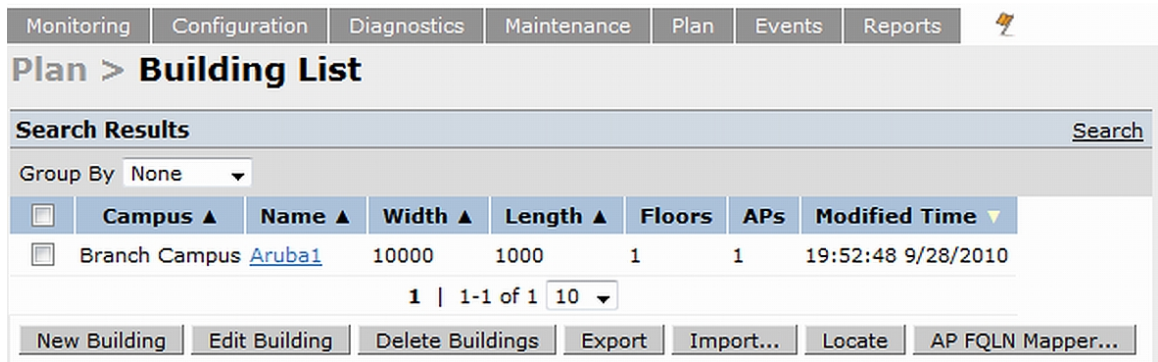 Monitoring Configuration Diagnostics Maintenance Plan Events Reports
Plan > Building List
Search Results Search
Group By None
Campus ▲ Name ▲ Width ▲ Length ▲ Floors APs Modified Time ▼
Branch Campus Aruba1 10000 1000 1 1 19:52:48 9/28/2010
1 | 1-1 of 1 10
New Building Edit Building Delete Buildings Export Import... Locate AP FQLN Mapper...